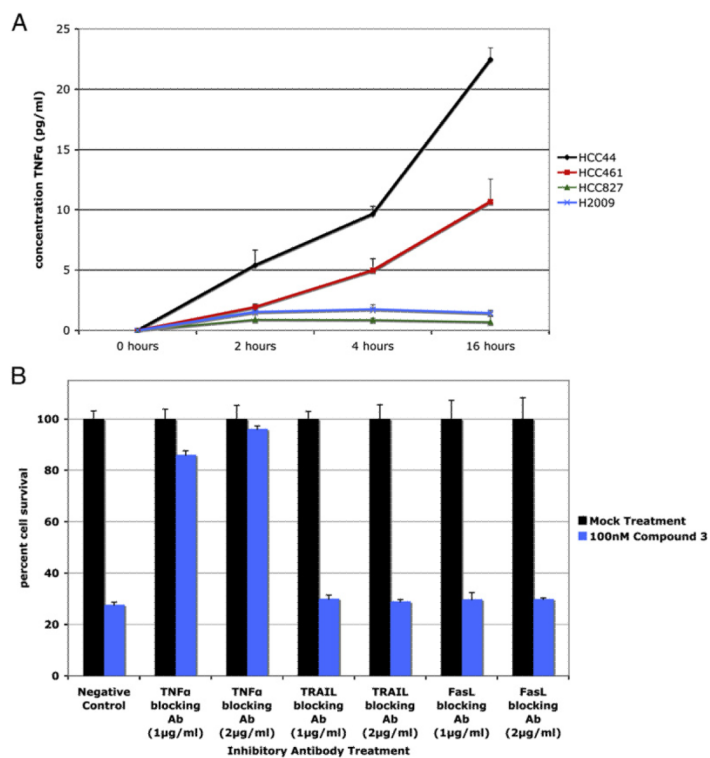 A
concentration TNFα (pg/ml)
25
20
15
10
5
0
0 hours
2 hours
4 hours
16 hours
HCC44
HCC461
HCC827
H2009
B
percent cell survival
100
80
60
40
20
0
Negative
Control
TNFα
blocking
Ab
(1µg/ml)
TNFα
blocking
Ab
(2µg/ml)
TRAIL
blocking
Ab
(1µg/ml)
TRAIL
blocking
Ab
(2µg/ml)
FasL
blocking
Ab
(1µg/ml)
FasL
blocking
Ab
(2µg/ml)
Inhibitory Antibody Treatment
Mock Treatment
100nM Compound 3